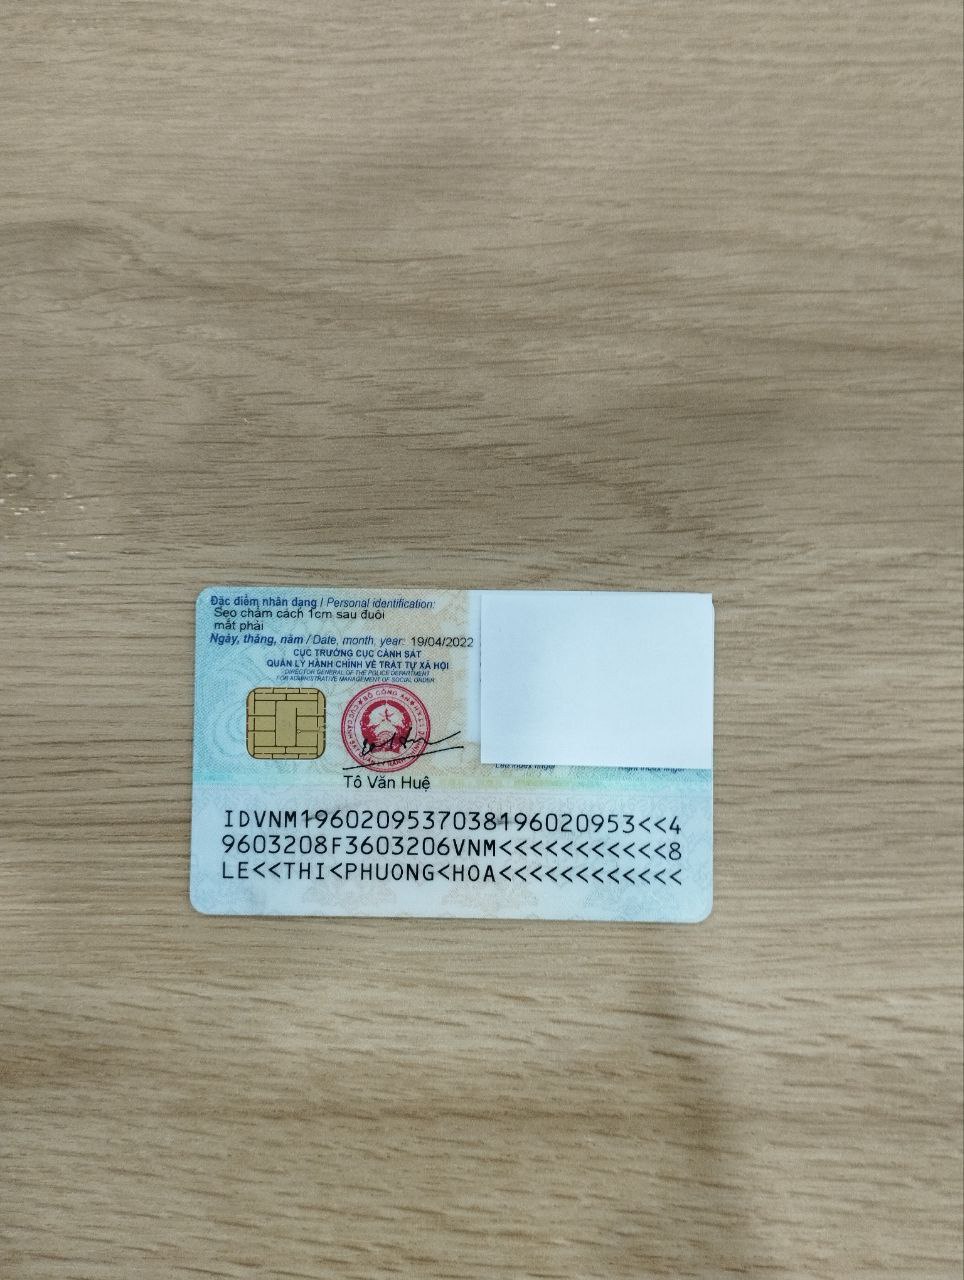 Đặc điểm nhân dạng / Personal identification:
Sẹo chấm cách 1cm sau đuôi
mắt phải
Ngày, tháng, năm / Date, month, year: 19/04/2022
CỤC TRƯỞNG CỤC CẢNH SÁT
QUẢN LÝ HÀNH CHÍNH VỀ TRẬT TỰ XÃ HỘI
DIRECTOR GENERAL OF THE POLICE DEPARTMENT
FOR ADMINISTRATIVE MANAGEMENT OF SOCIAL ORDER
BỘ CÔNG AN
Tô Văn Huệ
Left index finger
Right index finger
IDVNM1960209537038196020953<<4
9603208F3603206VNM<<<<<<<<<<<8
LE<<THI<PHUONG<HOA<<<<<<<<<<<<